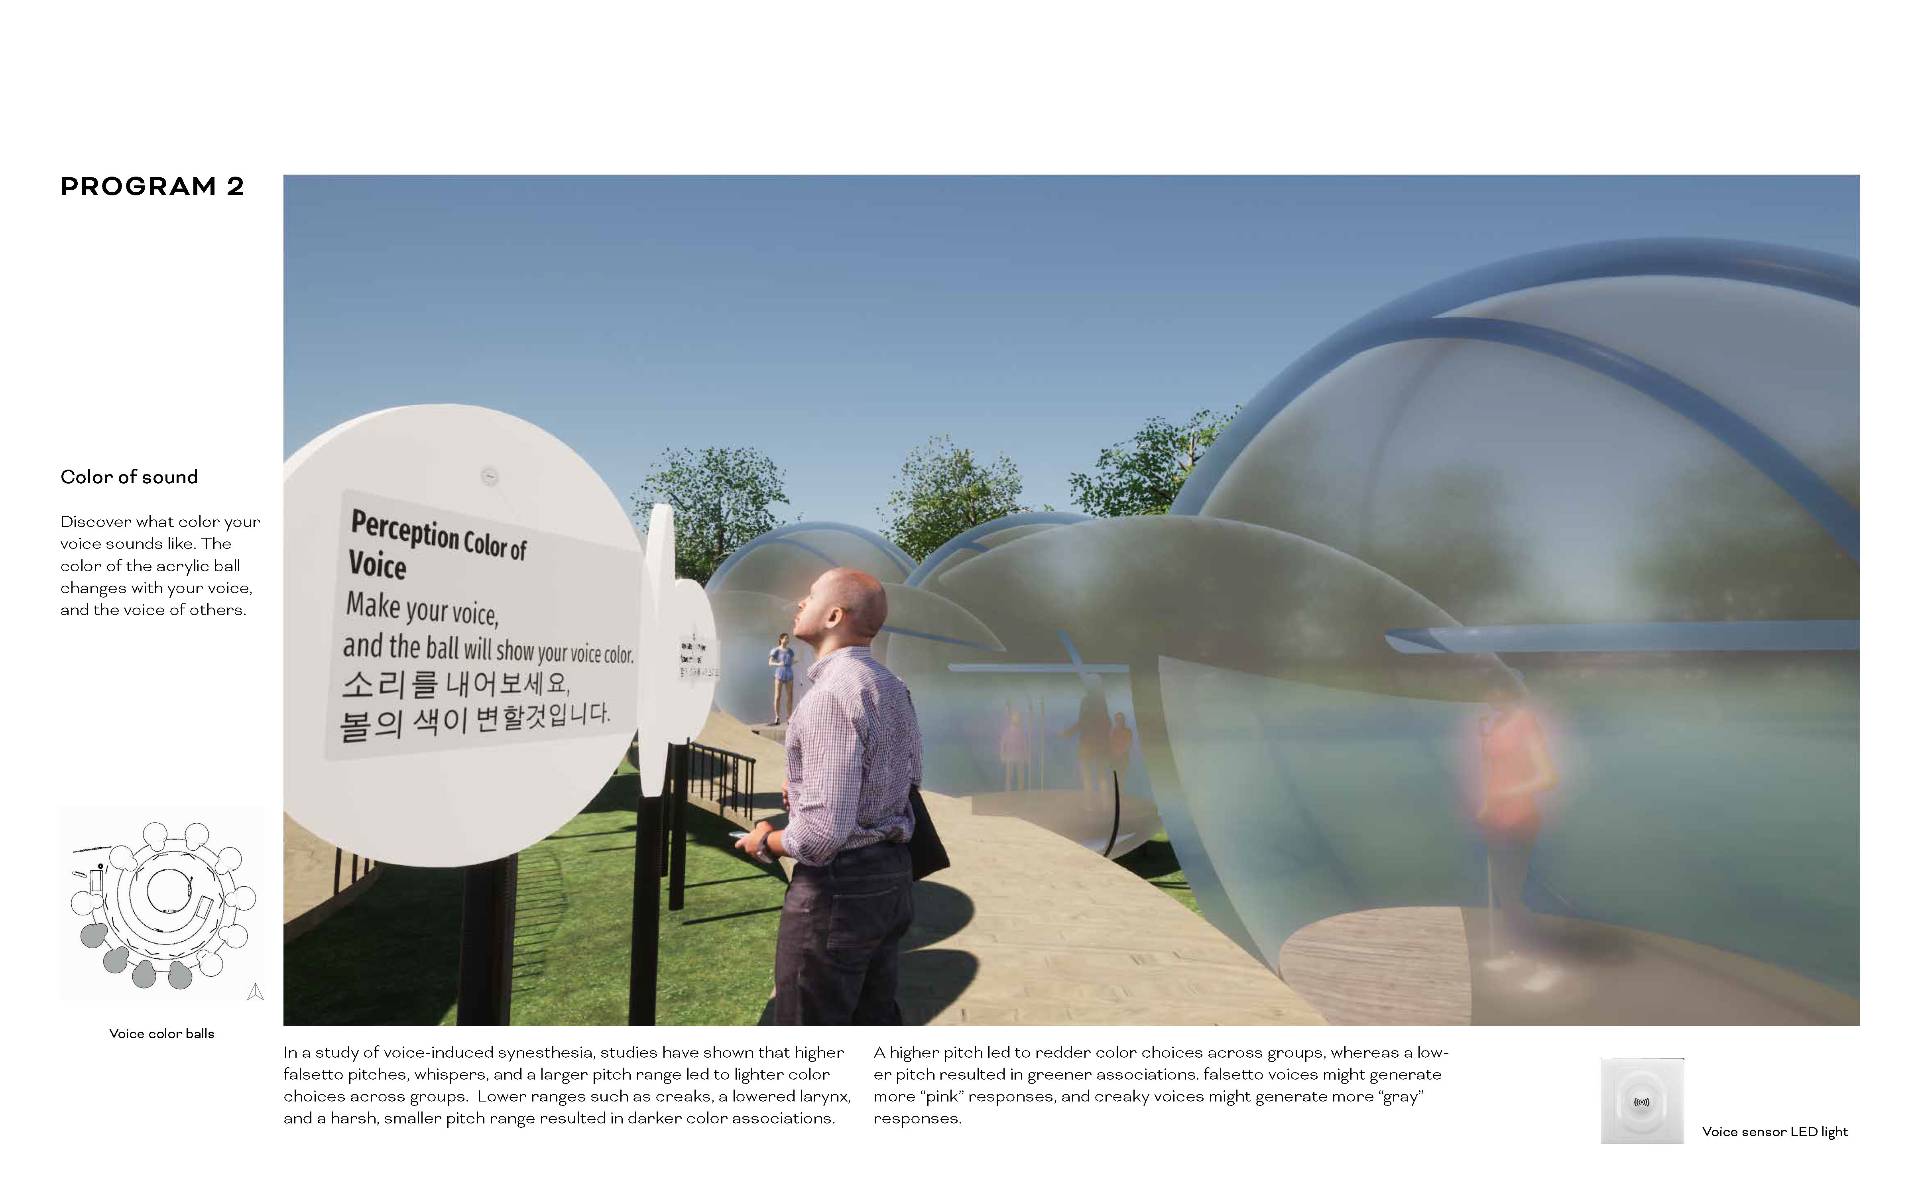 PROGRAM 2
Color of sound
Discover what color your
voice sounds like. The
color of the acrylic ball
changes with your voice,
and the voice of others.
Voice color balls
Perception Color of
Voice
Make your voice,
and the ball will show your voice color.
소리를 내어보세요,
볼의 색이 변할것입니다.
In a study of voice-induced synesthesia, studies have shown that higher
falsetto pitches, whispers, and a larger pitch range led to lighter color
choices across groups.  Lower ranges such as creaks, a lowered larynx,
and a harsh, smaller pitch range resulted in darker color associations.
A higher pitch led to redder color choices across groups, whereas a low-
er pitch resulted in greener associations. falsetto voices might generate
more “pink” responses, and creaky voices might generate more “gray”
responses.
Voice sensor LED light